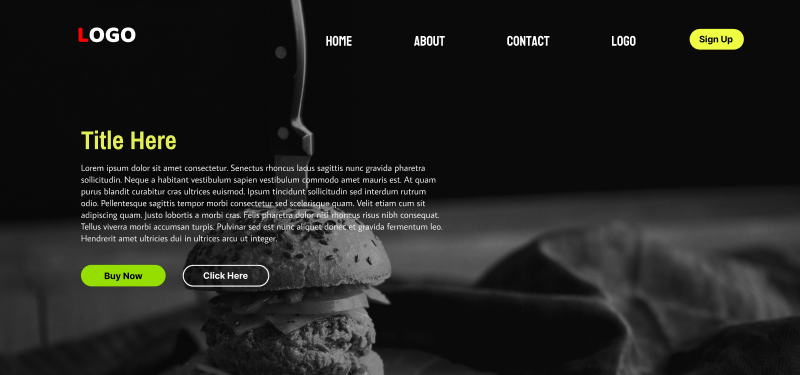 LOGO
HOME
ABOUT
CONTACT
LOGO
Sign Up
Title Here
Lorem ipsum dolor sit amet consectetur. Senectus rhoncus lacus sagittis nunc gravida pharetra
sollicitudin. Neque a habitant vestibulum sapien vestibulum commodo amet mauris est. At quam
purus blandit curabitur cras ultrices euismod. Ipsum tincidunt sollicitudin sed interdum rutrum
odio. Pellentesque sagittis tempor morbi consectetur sed scelerisque quam. Velit etiam cum sit
adipiscing quam. Justo lobortis a morbi cras. Felis pharetra dolor nisi rhoncus risus nibh consequat.
Tellus viverra morbi accumsan turpis. Pulvinar sed est nunc aliquet donec et gravida fermentum leo.
Hendrerit amet ultricies dui in ultrices arcu ut integer.
Buy Now
Click Here